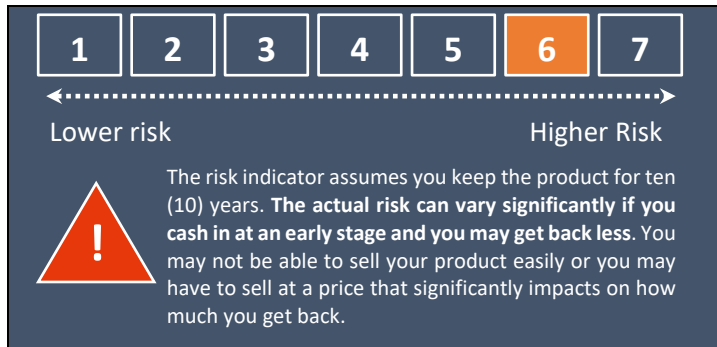 1 2 3 4 5 6 7
Lower risk Higher Risk
The risk indicator assumes you keep the product for ten
(10) years. The actual risk can vary significantly if you
cash in at an early stage and you may get back less. You
! may not be able to sell your product easily or you may
have to sell at a price that significantly impacts on how
much you get back.